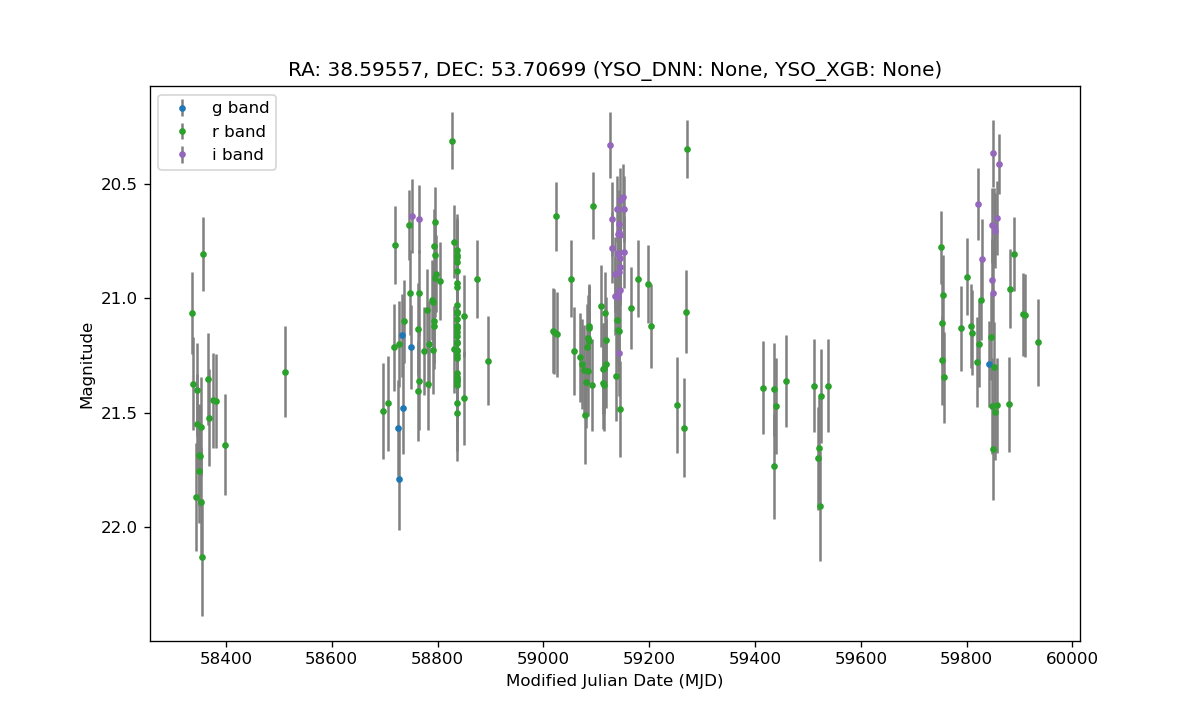 RA: 38.59557, DEC: 53.70699 (YSO_DNN: None, YSO_XGB: None)
g band
r band
i band
20.5
21.0
21.5
22.0
Magnitude
58400 58600 58800 59000 59200 59400 59600 59800 60000
Modified Julian Date (MJD)